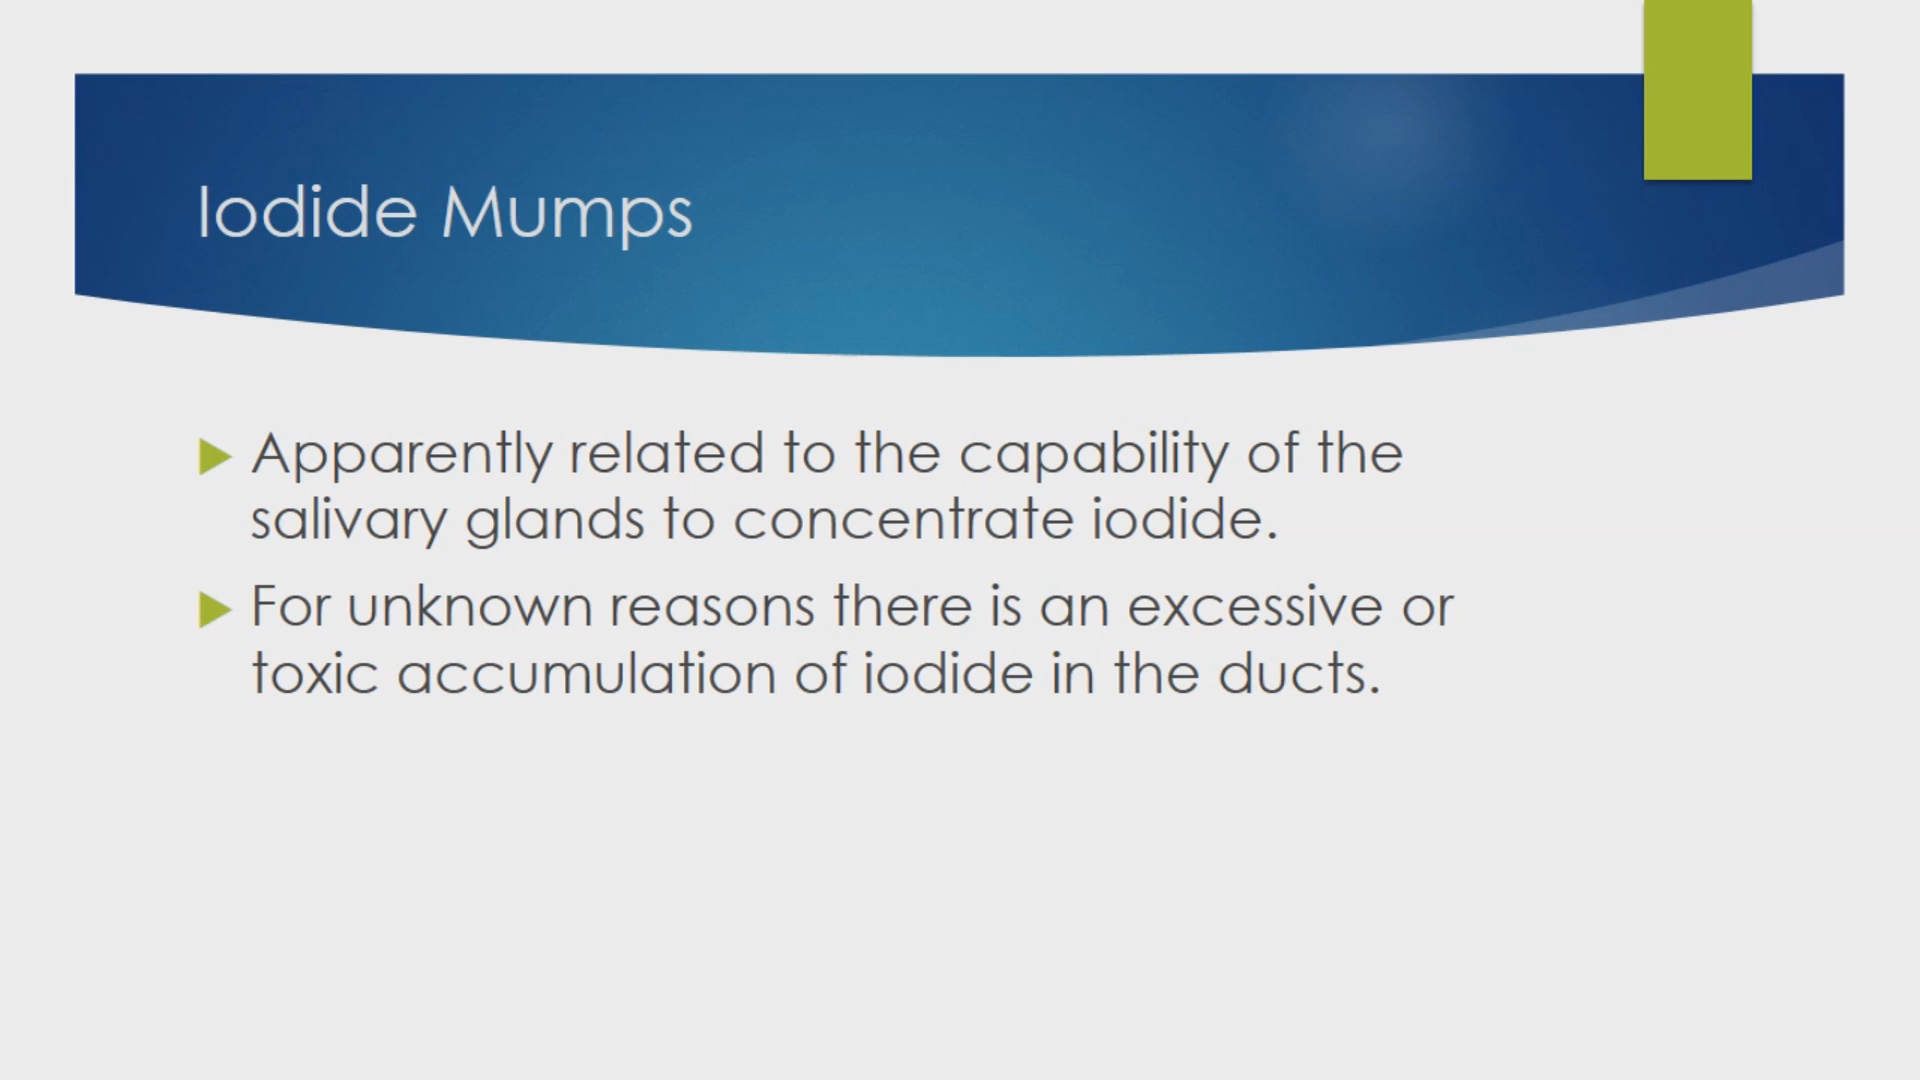 Iodide Mumps
Apparently related to the capability of the
salivary glands to concentrate iodide.
For unknown reasons there is an excessive or
toxic accumulation of iodide in the ducts.